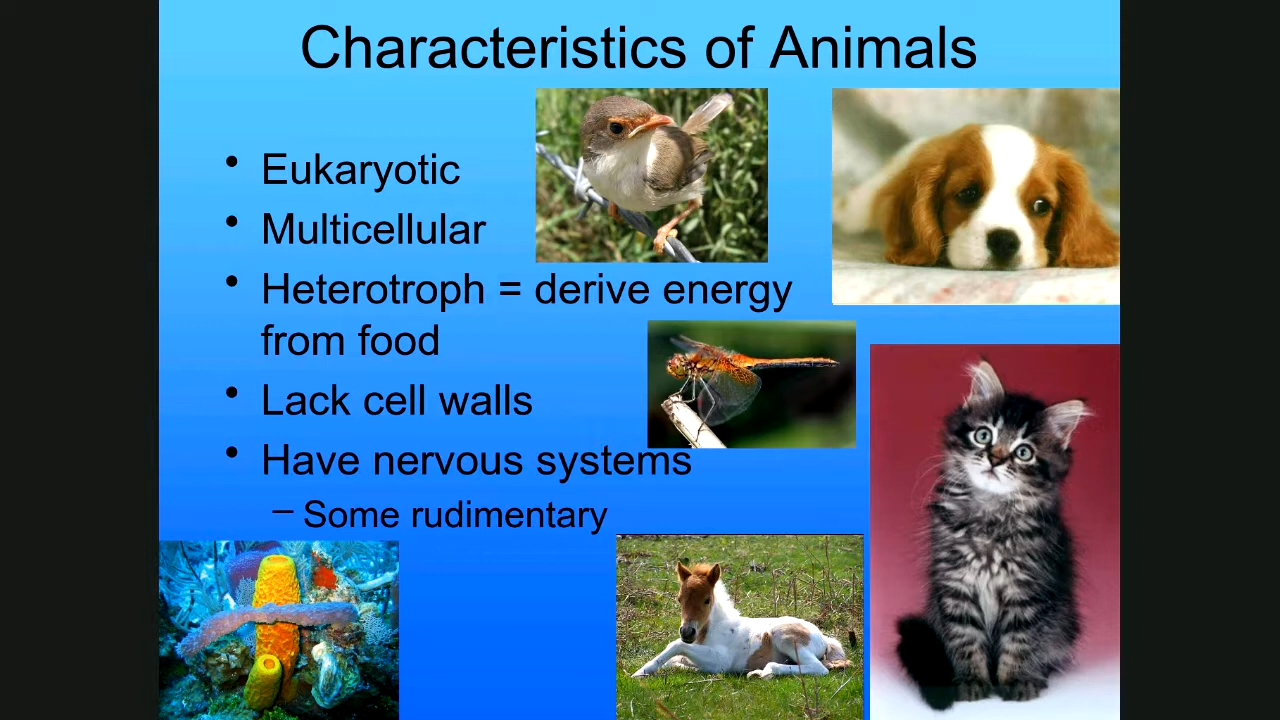 Characteristics of Animals
• Eukaryotic
• Multicellular
• Heterotroph = derive energy
from food
• Lack cell walls
• Have nervous systems
– Some rudimentary